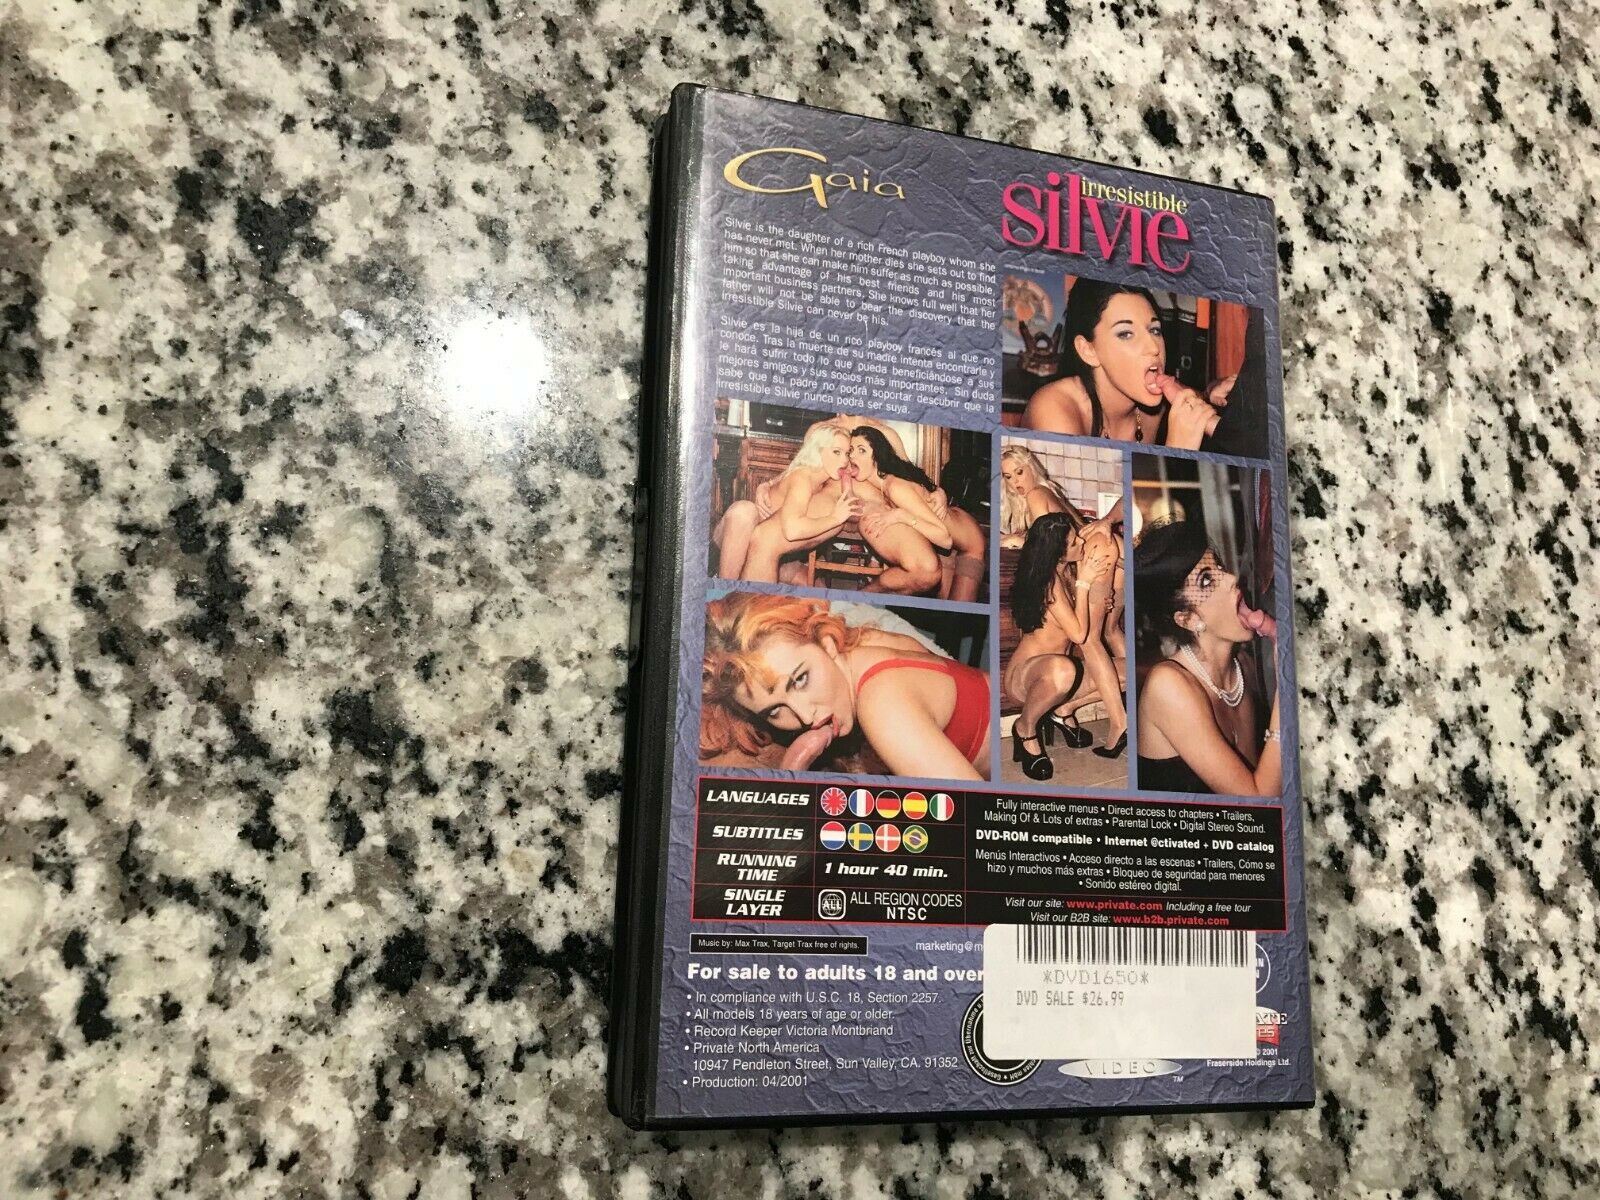 Gaia
irresistible
silvie
Silvie is the daughter of a rich French playboy whom she
has never met. When her mother dies she sets out to find
him so that she can make him suffer as much as possible,
taking advantage of his best friends and his most
important business partners. She knows full well that her
father will not be able to bear the discovery that the
irresistible Silvie can never be his.
Silvie es la hija de un rico playboy francés al que no
conoce. Tras la muerte de su madre intenta encontrarle y
le hará sufrir todo lo que pueda beneficiándose a sus
mejores amigos y sus socios más importantes. Sin duda
sabe que su padre no podrá soportar descubrir que la
irresistible Silvie nunca podrá ser suya.
LANGUAGES
SUBTITLES
RUNNING
TIME
1 hour 40 min.
SINGLE
LAYER
ALL
ALL REGION CODES
NTSC
Fully interactive menus • Direct access to chapters • Trailers,
Making Of & Lots of extras • Parental Lock • Digital Stereo Sound.
DVD-ROM compatible • Internet @ctivated + DVD catalog
Menús Interactivos • Acceso directo a las escenas • Trailers, Cómo se
hizo y muchos más extras • Bloqueo de seguridad para menores
• Sonido estéreo digital.
Visit our site: www.private.com Including a free tour
Visit our B2B site: www.b2b.private.com
Music by: Max Trax, Target Trax free of rights.
marketing@m
For sale to adults 18 and over
• In compliance with U.S.C. 18, Section 2257.
• All models 18 years of age or older.
• Record Keeper Victoria Montbriand
• Private North America
10947 Pendleton Street, Sun Valley, CA. 91352
• Production: 04/2001
*DVD1650*
DVD SALE $26.99
VIDEO
TM
2001
Fraserside Holdings Ltd.